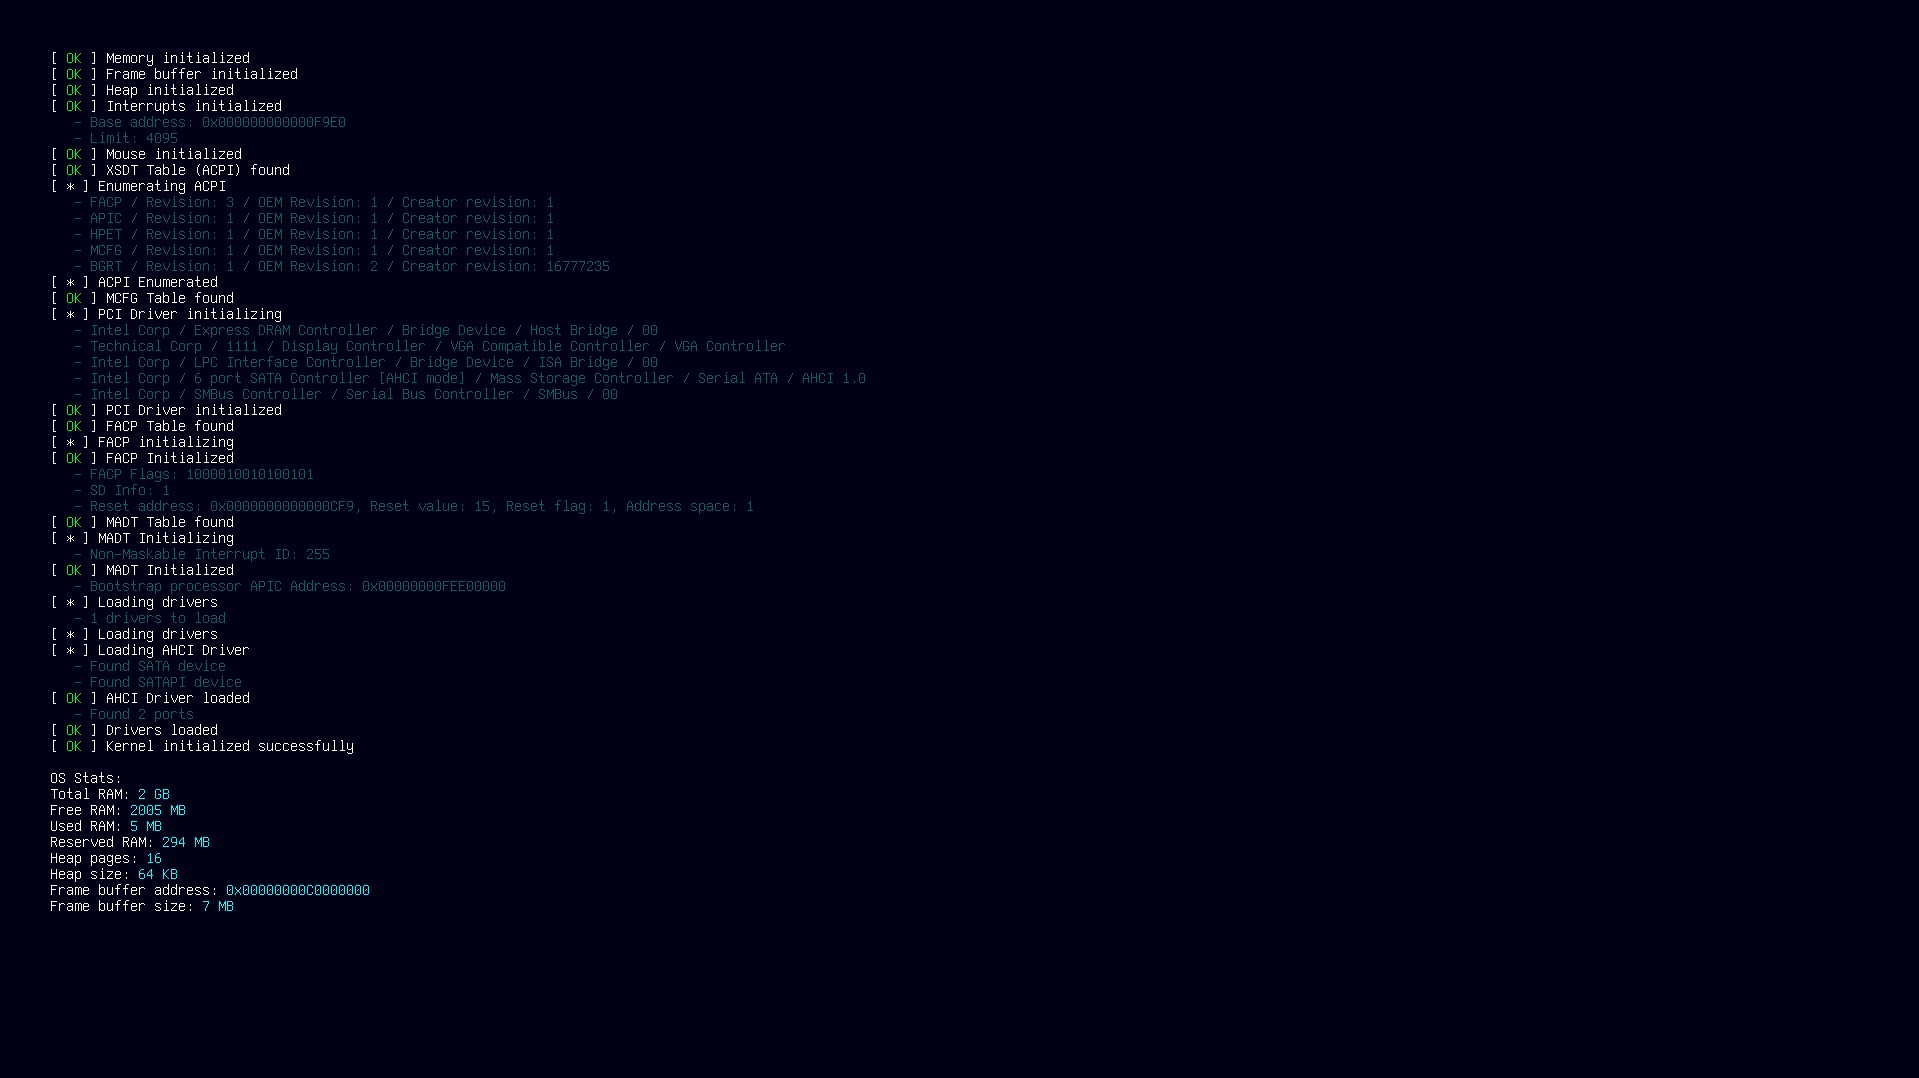 [ OK ] Memory initialized
[ OK ] Frame buffer initialized
[ OK ] Heap initialized
[ OK ] Interrupts initialized
- Base address: 0x000000000000F9E0
- Limit: 4095
[ OK ] Mouse initialized
[ OK ] XSDT Table (ACPI) found
[ * ] Enumerating ACPI
- FACP / Revision: 3 / OEM Revision: 1 / Creator revision: 1
- APIC / Revision: 1 / OEM Revision: 1 / Creator revision: 1
- HPET / Revision: 1 / OEM Revision: 1 / Creator revision: 1
- MCFG / Revision: 1 / OEM Revision: 1 / Creator revision: 1
- BGRT / Revision: 1 / OEM Revision: 2 / Creator revision: 16777235
[ * ] ACPI Enumerated
[ OK ] MCFG Table found
[ * ] PCI Driver initializing
- Intel Corp / Express DRAM Controller / Bridge Device / Host Bridge / 00
- Technical Corp / 1111 / Display Controller / VGA Compatible Controller / VGA Controller
- Intel Corp / LPC Interface Controller / Bridge Device / ISA Bridge / 00
- Intel Corp / 6 port SATA Controller [AHCI mode] / Mass Storage Controller / Serial ATA / AHCI 1.0
- Intel Corp / SMBus Controller / Serial Bus Controller / SMBus / 00
[ OK ] PCI Driver initialized
[ OK ] FACP Table found
[ * ] FACP initializing
[ OK ] FACP Initialized
- FACP Flags: 1000010010100101
- SD Info: 1
- Reset address: 0x0000000000000CF9, Reset value: 15, Reset flag: 1, Address space: 1
[ OK ] MADT Table found
[ * ] MADT Initializing
- Non-Maskable Interrupt ID: 255
[ OK ] MADT Initialized
- Bootstrap processor APIC Address: 0x00000000FEE00000
[ * ] Loading drivers
- 1 drivers to load
[ * ] Loading drivers
[ * ] Loading AHCI Driver
- Found SATA device
- Found SATAPI device
[ OK ] AHCI Driver loaded
- Found 2 ports
[ OK ] Drivers loaded
[ OK ] Kernel initialized successfully
OS Stats:
Total RAM: 2 GB
Free RAM: 2005 MB
Used RAM: 5 MB
Reserved RAM: 294 MB
Heap pages: 16
Heap size: 64 KB
Frame buffer address: 0x00000000C0000000
Frame buffer size: 7 MB